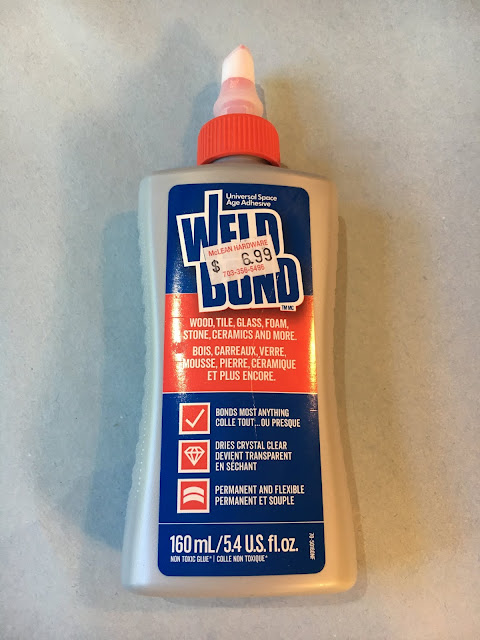 Universal Space
Age Adhesive
WELD
McLEAN HARDWARE
$ 6.99
703-356-5496
BOND
TM/MC
WOOD, TILE, GLASS, FOAM,
STONE, CERAMICS AND MORE.
BOIS, CARREAUX, VERRE,
MOUSSE, PIERRE, CÉRAMIQUE
ET PLUS ENCORE.
BONDS MOST ANYTHING
COLLE TOUT...OU PRESQUE
DRIES CRYSTAL CLEAR
DEVIENT TRANSPARENT
EN SÉCHANT
PERMANENT AND FLEXIBLE
PERMANENT ET SOUPLE
160 mL/5.4 U.S. fl.oz.
NON TOXIC GLUE* | COLLE NON TOXIQUE*